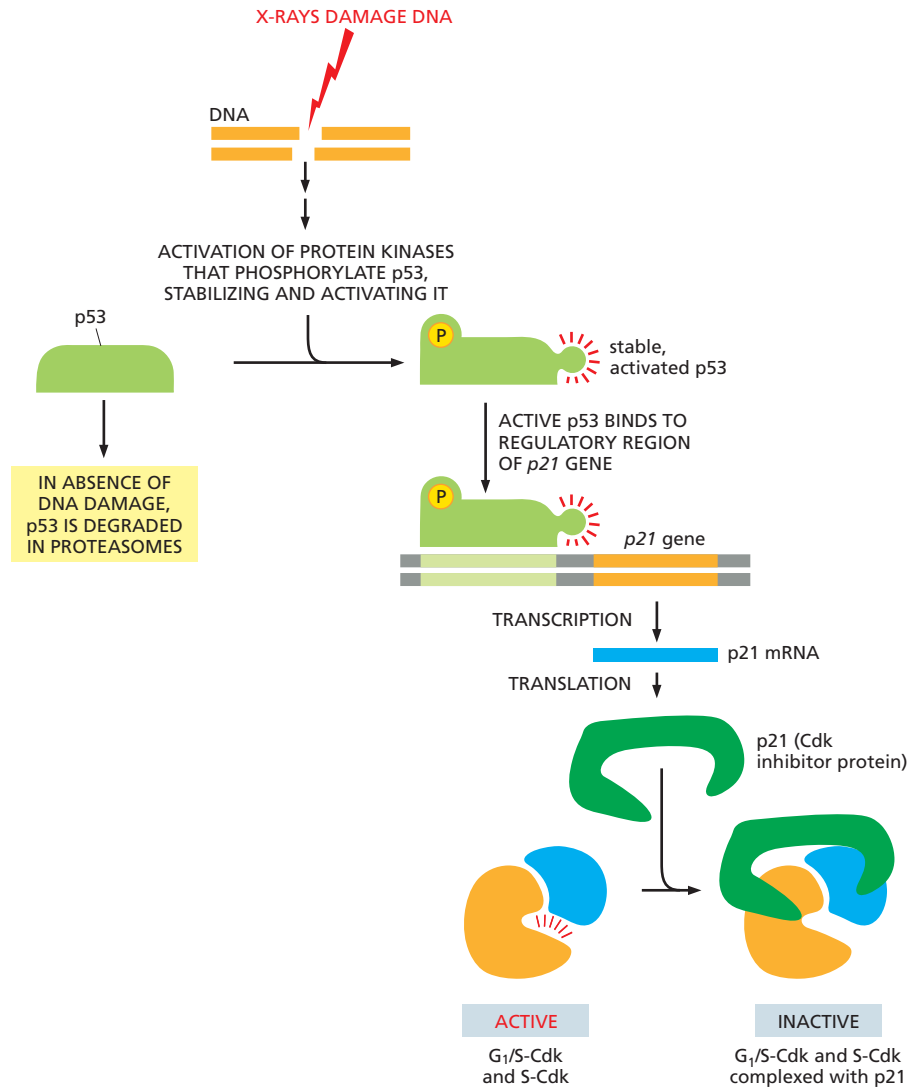 X-RAYS DAMAGE DNA
DNA
ACTIVATION OF PROTEIN KINASES
THAT PHOSPHORYLATE p53,
STABILIZING AND ACTIVATING IT
p53
P
stable,
activated p53
IN ABSENCE OF
DNA DAMAGE,
p53 IS DEGRADED
IN PROTEASOMES
ACTIVE p53 BINDS TO
REGULATORY REGION
OF p21 GENE
P
p21 gene
TRANSCRIPTION
p21 mRNA
TRANSLATION
p21 (Cdk
inhibitor protein)
ACTIVE
G₁/S-Cdk
and S-Cdk
INACTIVE
G₁/S-Cdk and S-Cdk
complexed with p21